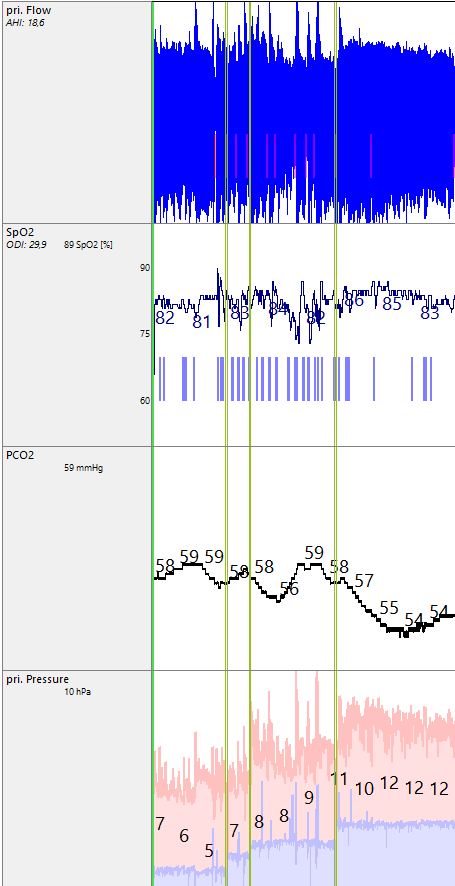 pri. Flow
AHI: 18,6
SpO2
ODI: 29,9 89 SpO2 [%]
90
75
60
82 81 83 84 82 86 85 83
PCO2
59 mmHg
58 59 59 58 58 56 59 58 57 55 54 54
pri. Pressure
10 hPa
7 6 5 7 8 8 9 11 10 12 12 12